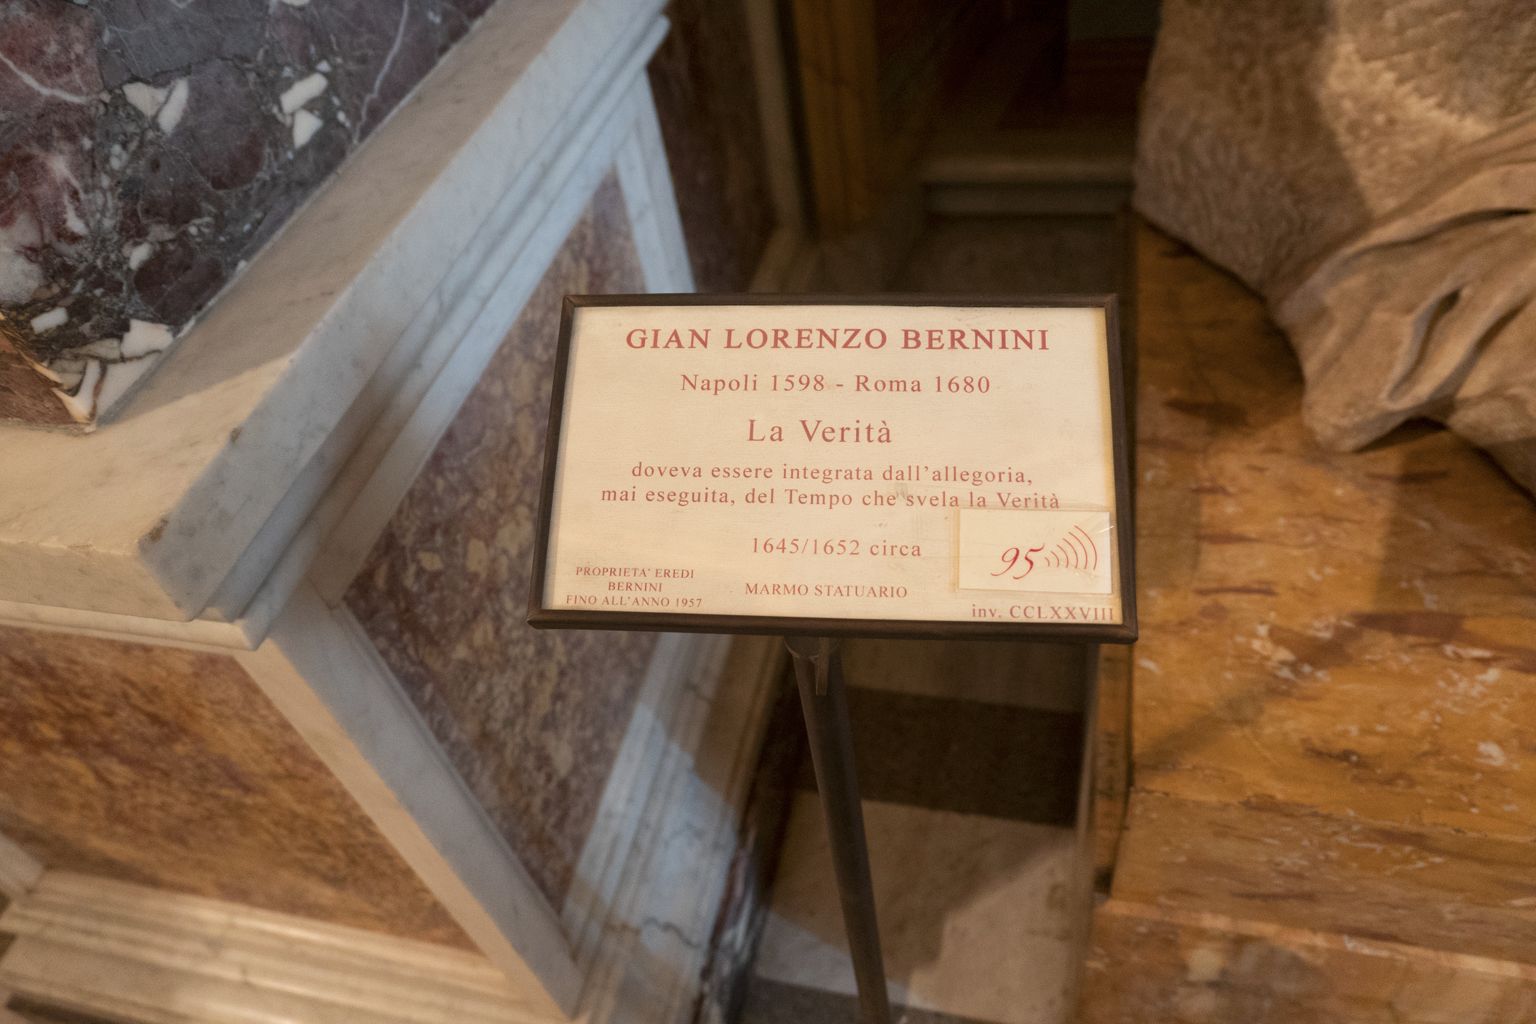 GIAN LORENZO BERNINI
Napoli 1598 - Roma 1680
La Verità
doveva essere integrata dall'allegoria,
mai eseguita, del Tempo che svela la Verità
1645/1652 circa
95
PROPRIETA' EREDI
BERNINI
FINO ALL'ANNO 1957
MARMO STATUARIO
inv. CCLXXVIII